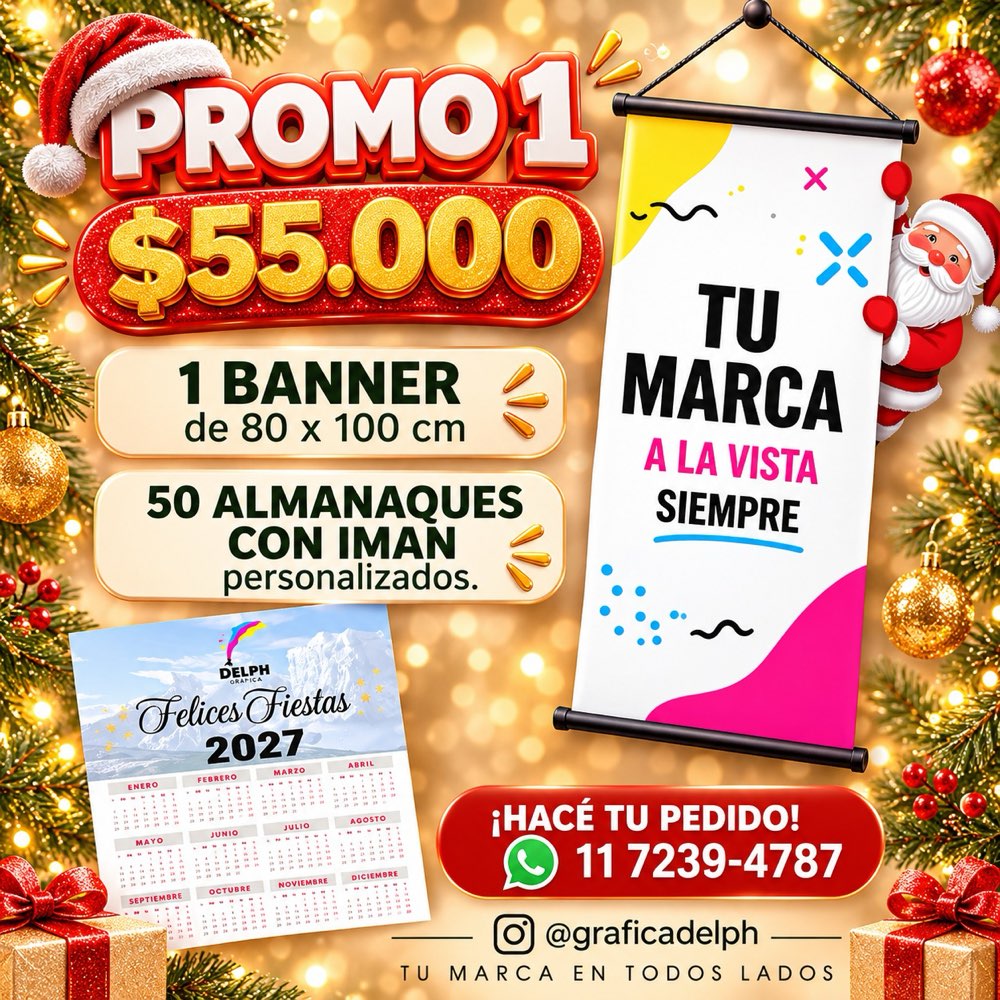 PROMO 1
$55.000
1 BANNER
de 80 x 100 cm
50 ALMANAQUES
CON IMAN
personalizados.
TU
MARCA
A LA VISTA
SIEMPRE
DELPH
GRÁFICA
Felices Fiestas
2027
ENERO
FEBRERO
MARZO
ABRIL
MAYO
JUNIO
JULIO
AGOSTO
SEPTIEMBRE
OCTUBRE
NOVIEMBRE
DICIEMBRE
¡HACÉ TU PEDIDO!
11 7239-4787
@graficadelph
TU MARCA EN TODOS LADOS